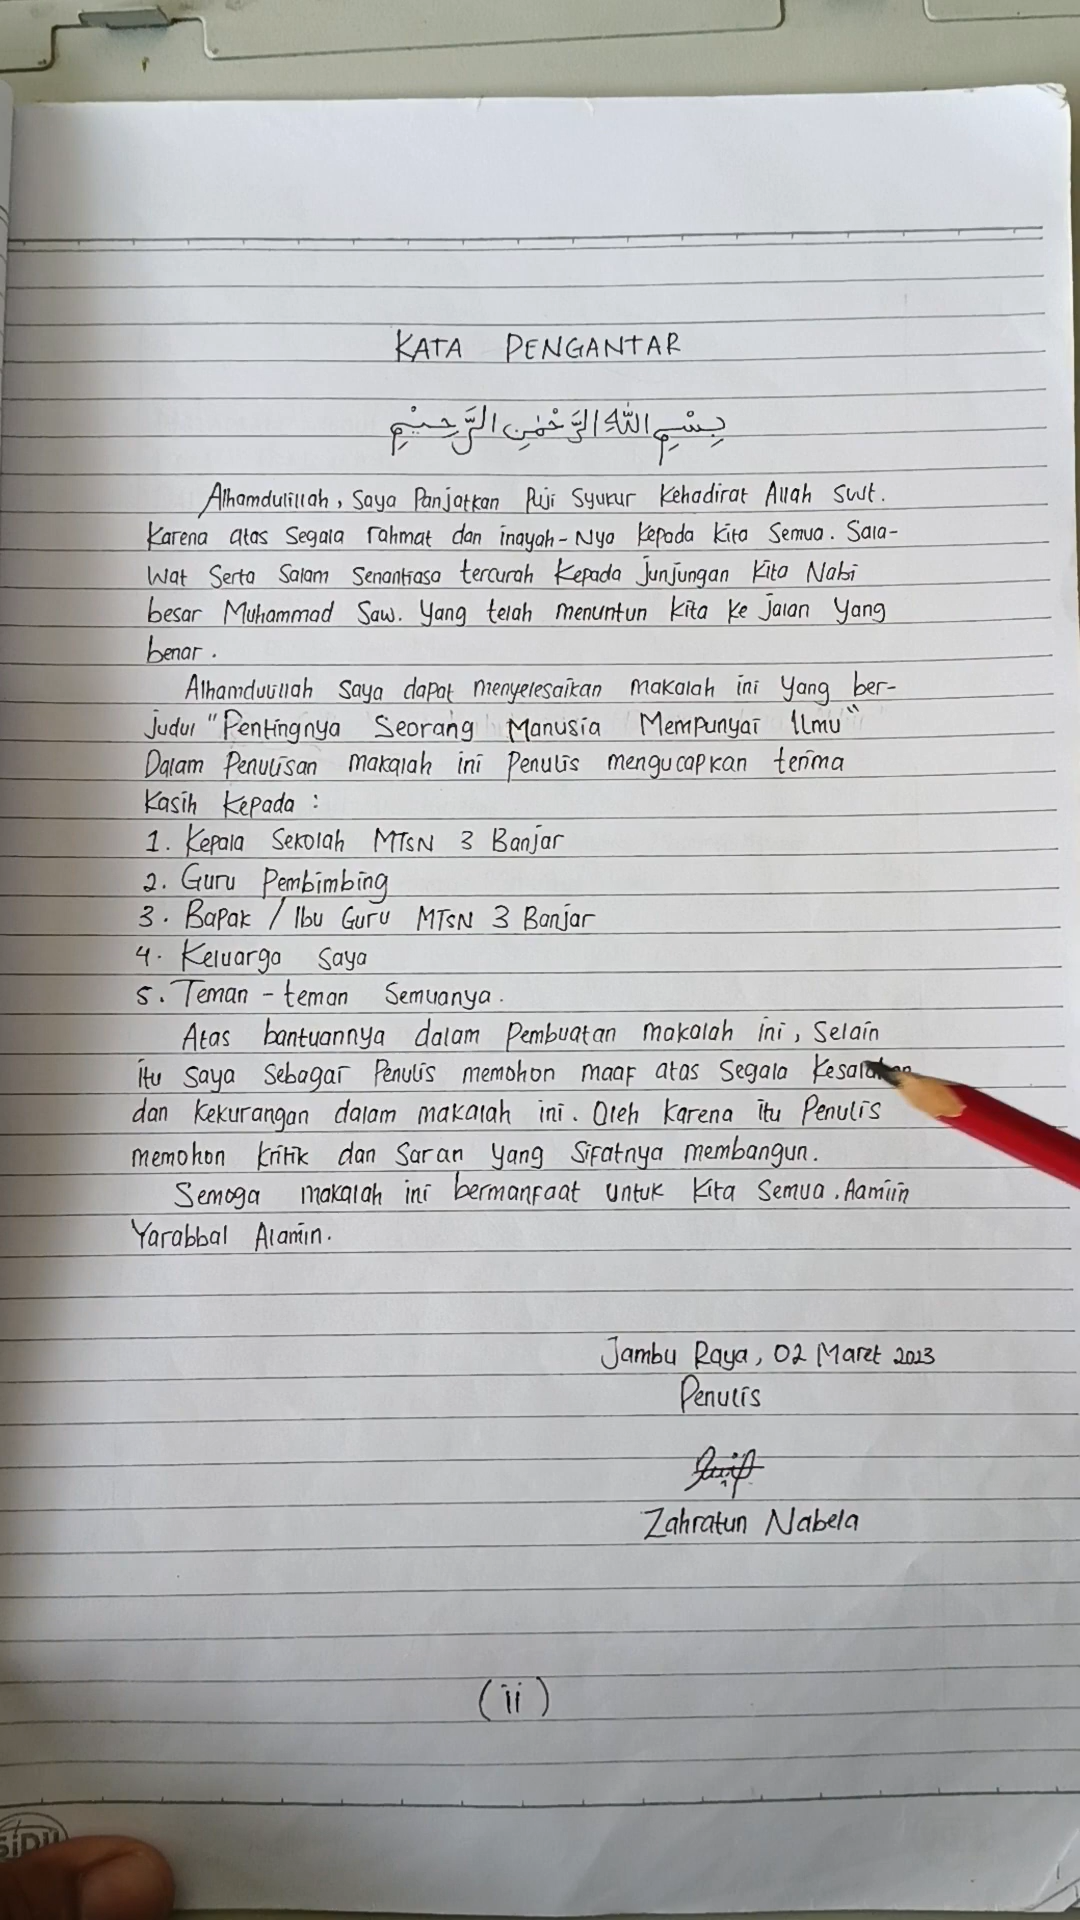 KATA PENGANTAR
بِسْمِ اللّٰهِ الرَّحْمٰنِ الرَّحِيْمِ
Alhamdulillah, Saya Panjatkan Puji Syukur Kehadirat Allah Swt.
Karena atas Segala rahmat dan inayah-Nya Kepada Kita Semua. Sala-
Wat Serta Salam Senantiasa tercurah Kepada Junjungan Kita Nabi
besar Muhammad Saw. Yang telah menuntun Kita Ke Jalan Yang
benar.
Alhamdulillah Saya dapat menyelesaikan makalah ini Yang ber-
Judul "Pentingnya Seorang Manusia Mempunyai Ilmu"
Dalam Penulisan makalah ini Penulis mengucapkan terima
Kasih Kepada :
1. Kepala Sekolah MTsN 3 Banjar
2. Guru Pembimbing
3. Bapak / Ibu Guru MTsN 3 Banjar
4. Keluarga Saya
5. Teman - teman Semuanya.
Atas bantuannya dalam Pembuatan makalah ini, Selain
itu Saya Sebagai Penulis memohon maaf atas Segala Kesalahan
dan Kekurangan dalam makalah ini. Oleh Karena itu Penulis
memohon Kritik dan Saran Yang Sifatnya membangun.
Semoga makalah ini bermanfaat Untuk Kita Semua. Aamiin
Yarabbal Alamin.
Jambu Raya, 02 Maret 2023
Penulis
Zahratun Nabela
(ii)
SiDU